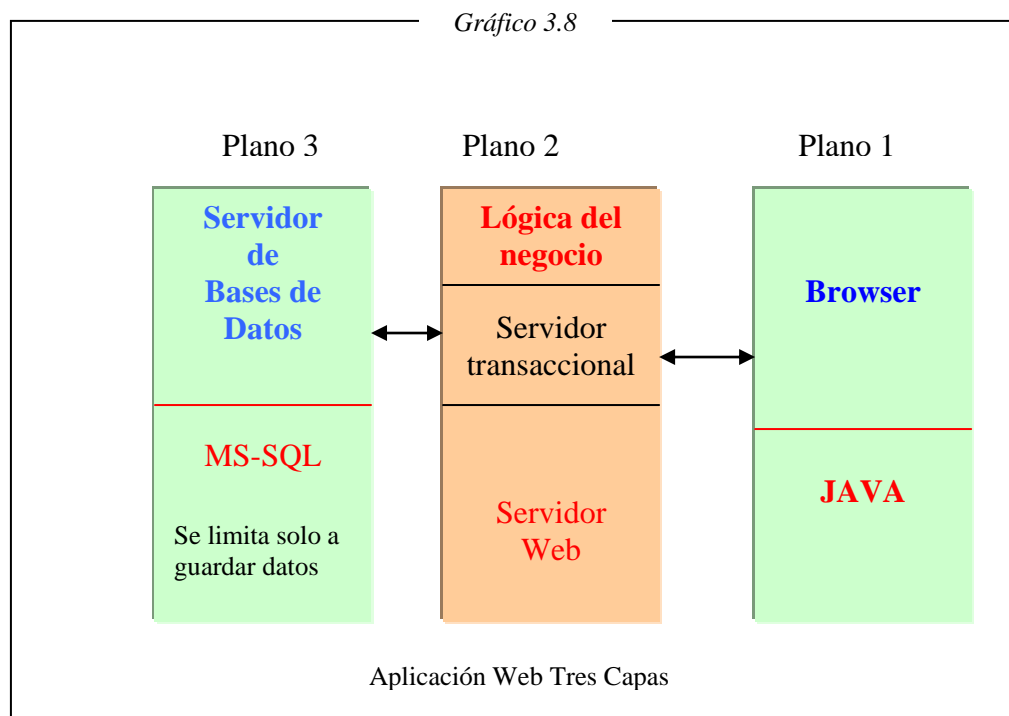 Gráfico 3.8
Plano 3
Plano 2
Plano 1
Servidor
de
Bases de
Datos
MS-SQL
Se limita solo a
guardar datos
Lógica del
negocio
Servidor
transaccional
Servidor
Web
Browser
JAVA
Aplicación Web Tres Capas